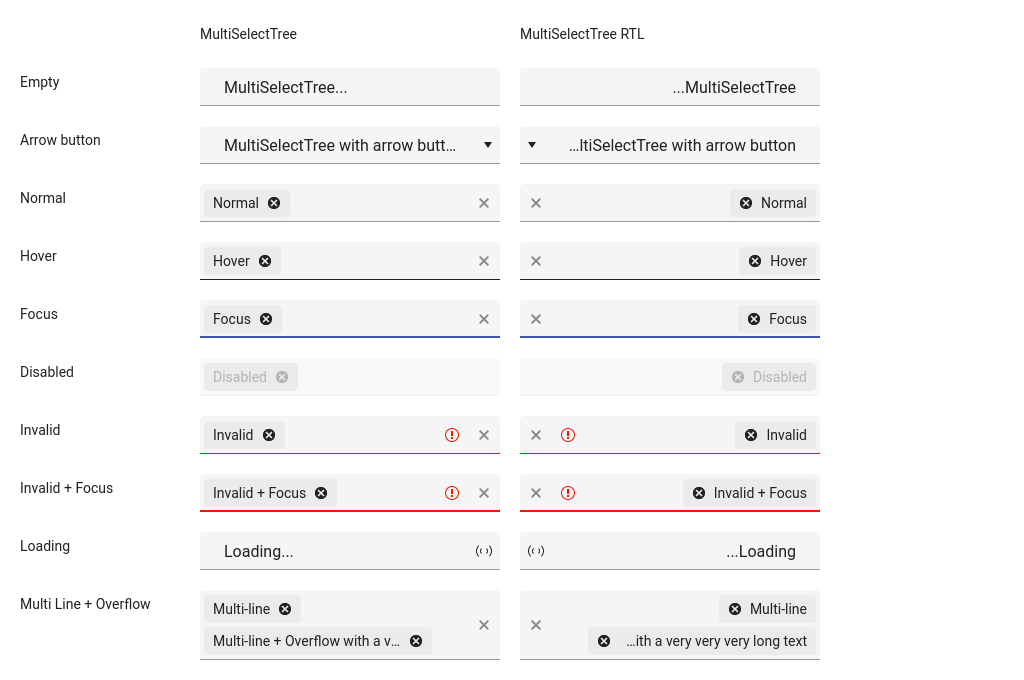 MultiSelectTree MultiSelectTree RTL
Empty MultiSelectTree... ...MultiSelectTree
Arrow button MultiSelectTree with arrow butt... ...ltiSelectTree with arrow button
Normal Normal Normal
Hover Hover Hover
Focus Focus Focus
Disabled Disabled Disabled
Invalid Invalid Invalid
Invalid + Focus Invalid + Focus Invalid + Focus
Loading Loading... ...Loading
Multi Line + Overflow Multi-line Multi-line
Multi-line + Overflow with a v... ...ith a very very very long text